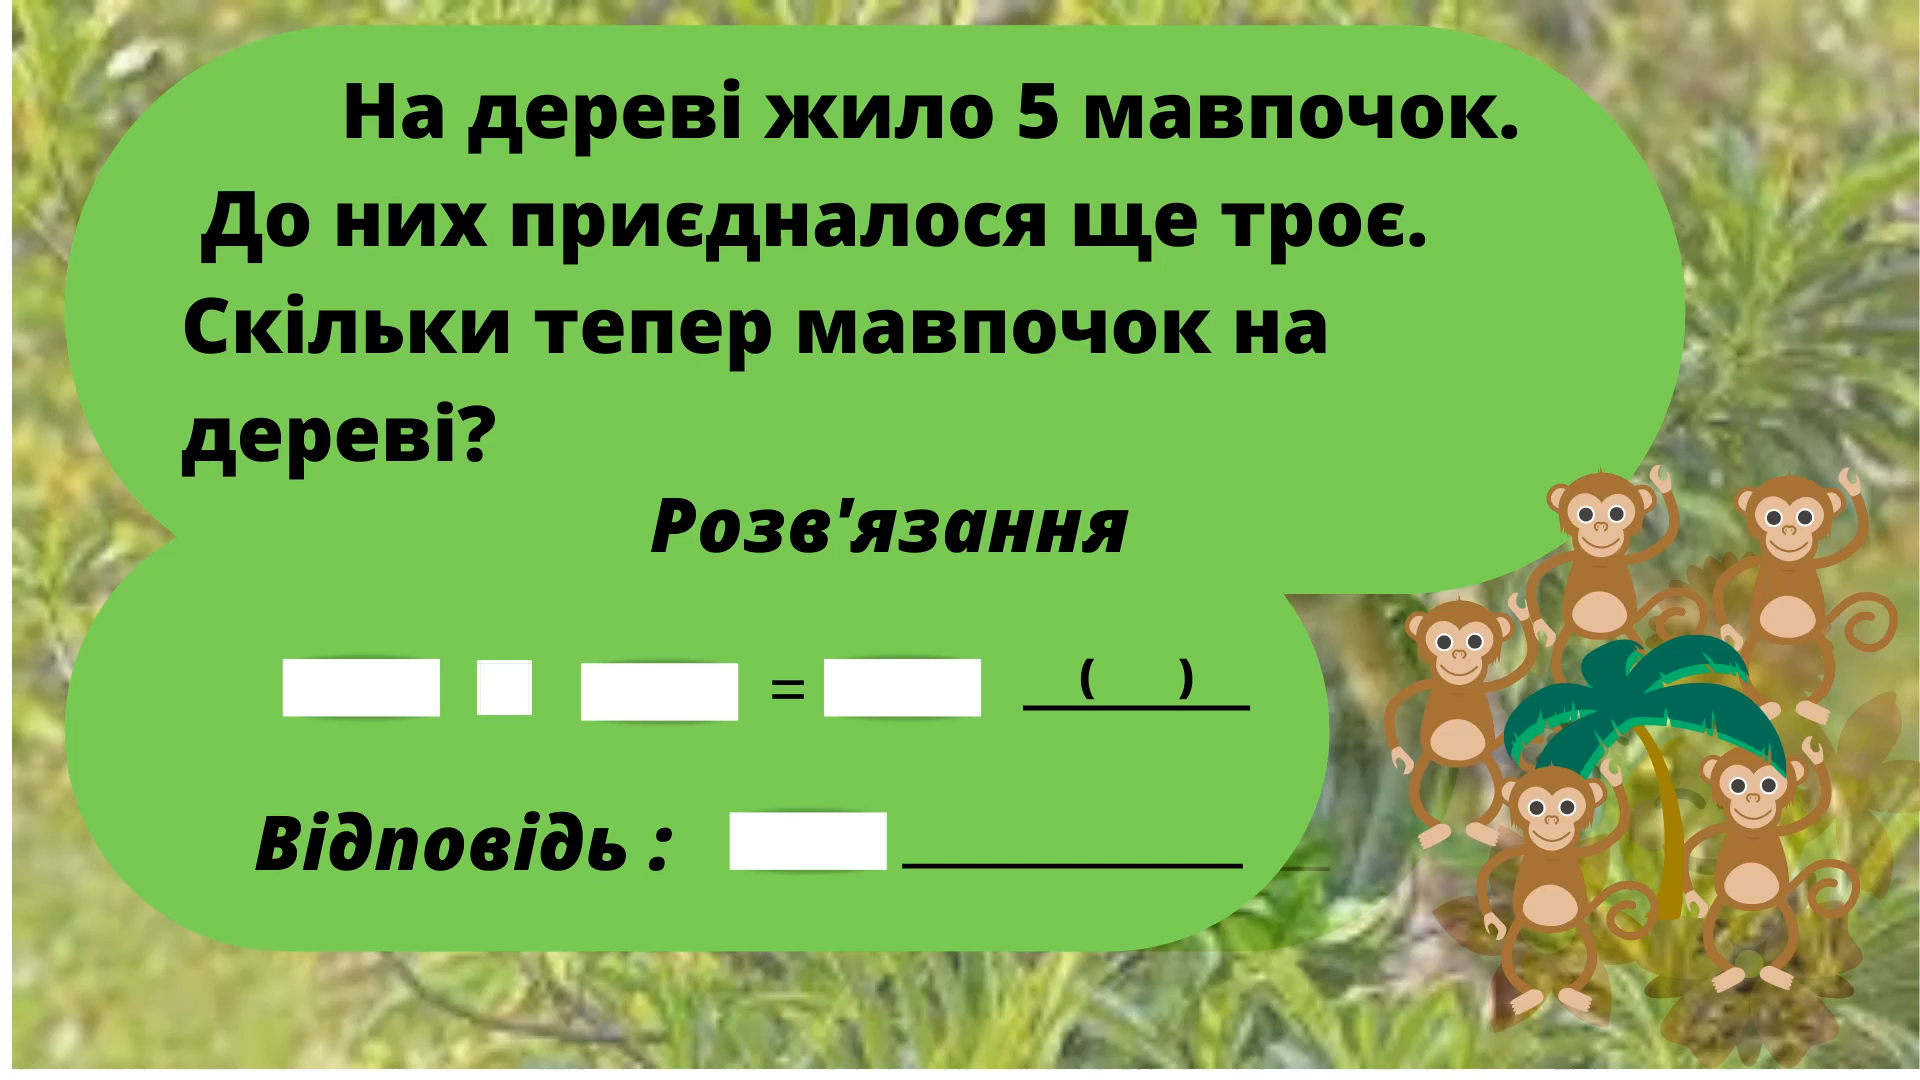 На дереві жило 5 мавпочок.
До них приєдналося ще троє.
Скільки тепер мавпочок на
дереві?
Розв'язання
= ( )
Відповідь :